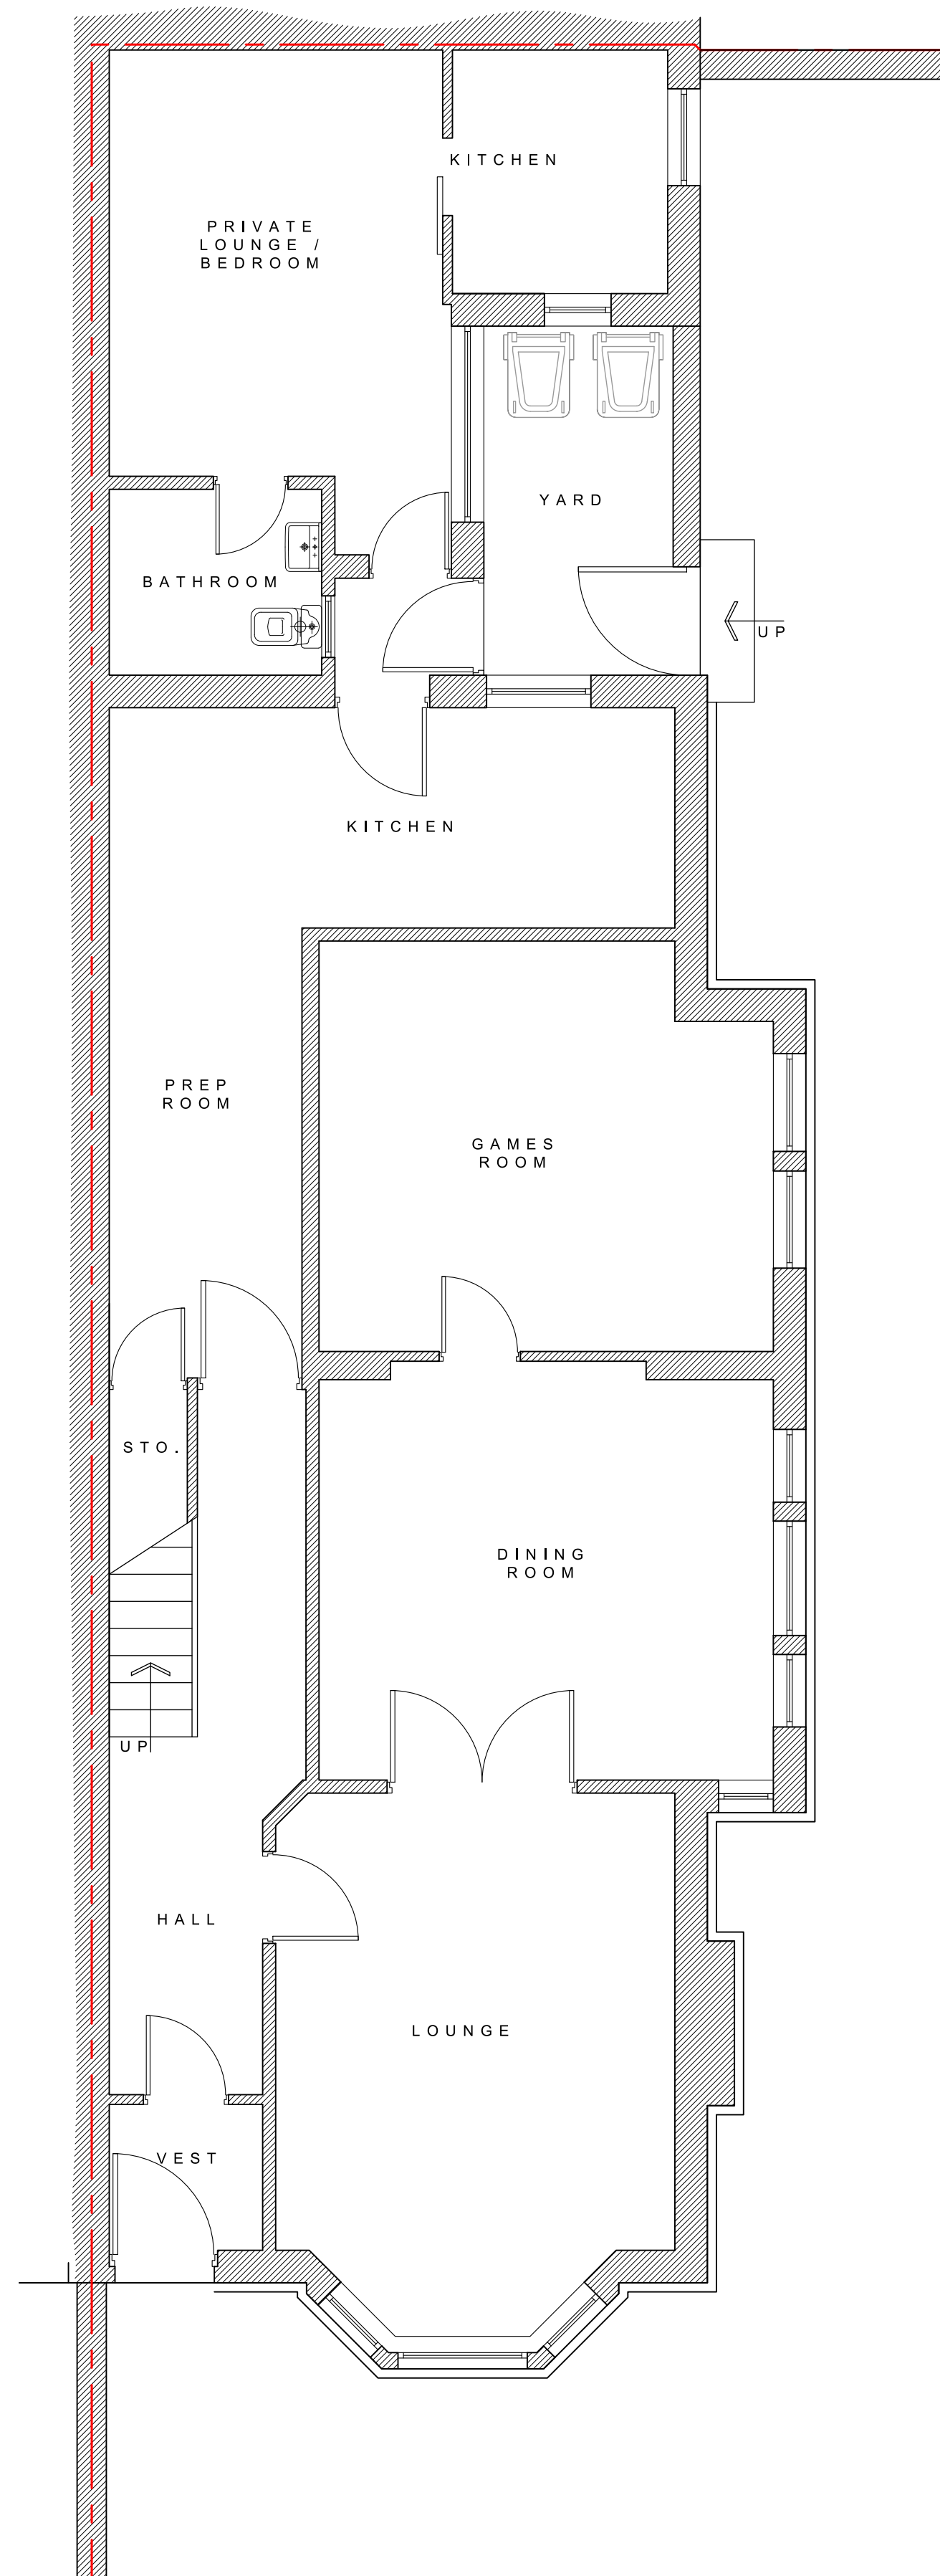 KITCHEN
PRIVATE
LOUNGE /
BEDROOM
YARD
BATHROOM
UP
KITCHEN
PREP
ROOM
GAMES
ROOM
STO.
DINING
ROOM
UP
HALL
LOUNGE
VEST